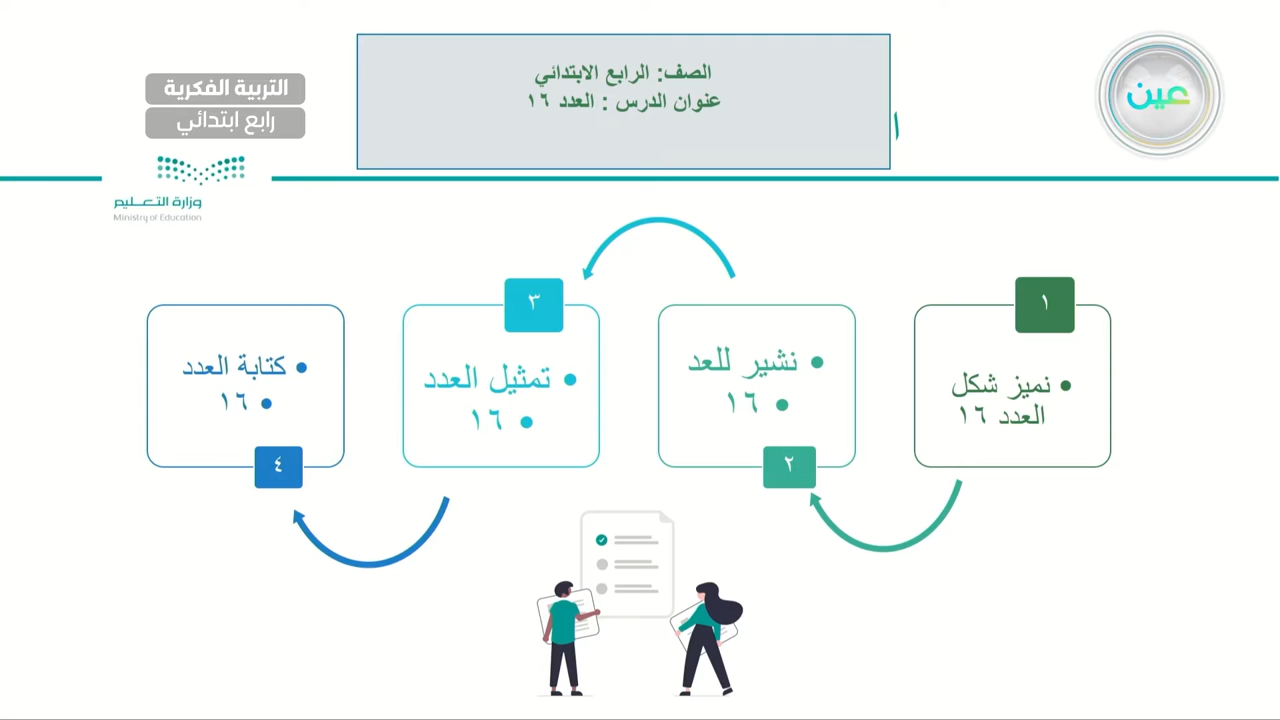 عين
الصف: الرابع الابتدائي
عنوان الدرس : العدد ١٦
ا
التربية الفكرية
رابع ابتدائي
وزارة التعـــليم
Ministry of Education
١
• نميز شكل
العدد ١٦
• نشير للعد
• ١٦
٢
٣
• تمثيل العدد
• ١٦
• كتابة العدد
• ١٦
٤